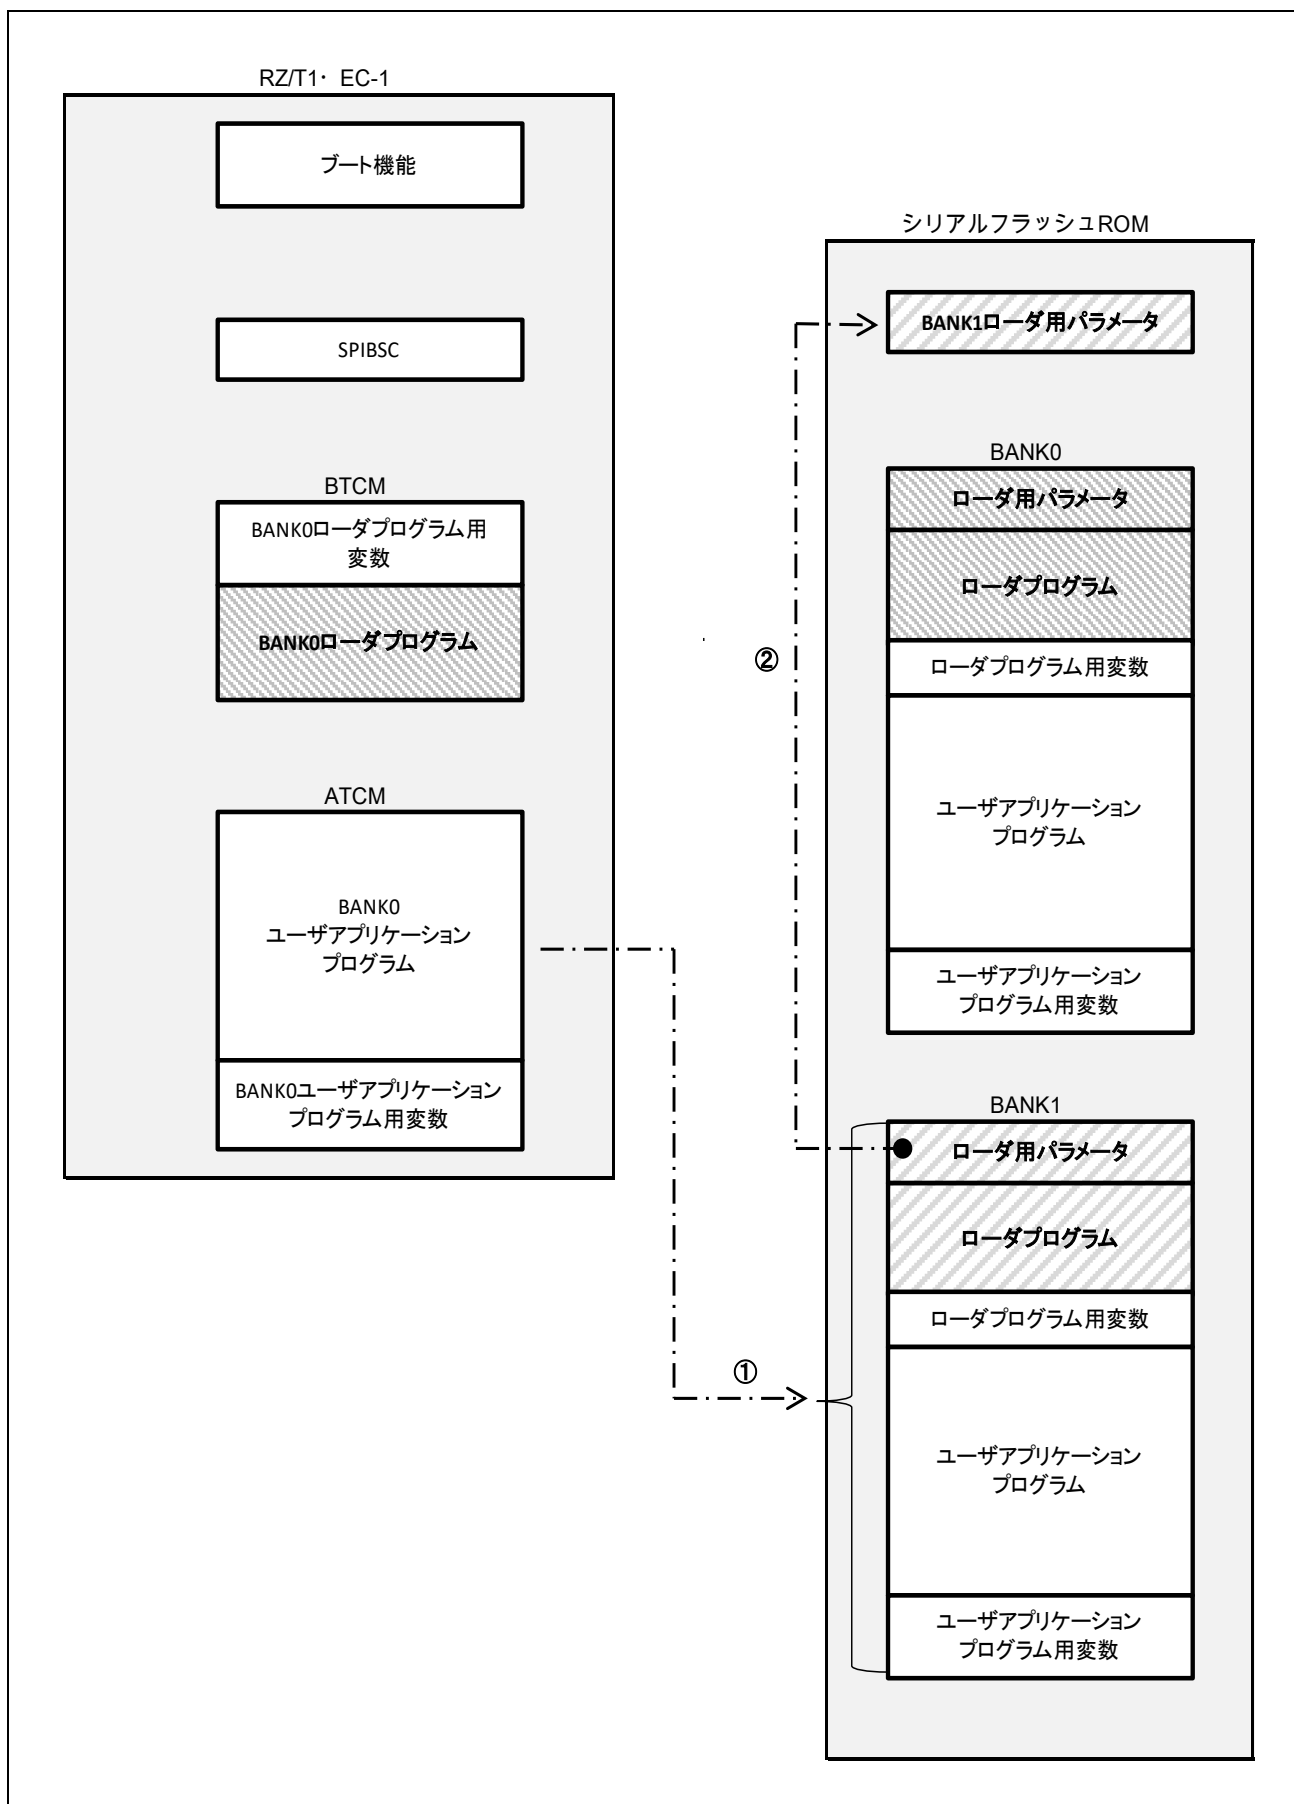 RZ/T1・ EC-1
ブート機能
SPIBSC
BTCM
BANK0ローダプログラム用
変数
BANK0ローダプログラム
ATCM
BANK0
ユーザアプリケーション
プログラム
BANK0ユーザアプリケーション
プログラム用変数
①
②
シリアルフラッシュROM
BANK1ローダ用パラメータ
BANK0
ローダ用パラメータ
ローダプログラム
ローダプログラム用変数
ユーザアプリケーション
プログラム
ユーザアプリケーション
プログラム用変数
BANK1
ローダ用パラメータ
ローダプログラム
ローダプログラム用変数
ユーザアプリケーション
プログラム
ユーザアプリケーション
プログラム用変数